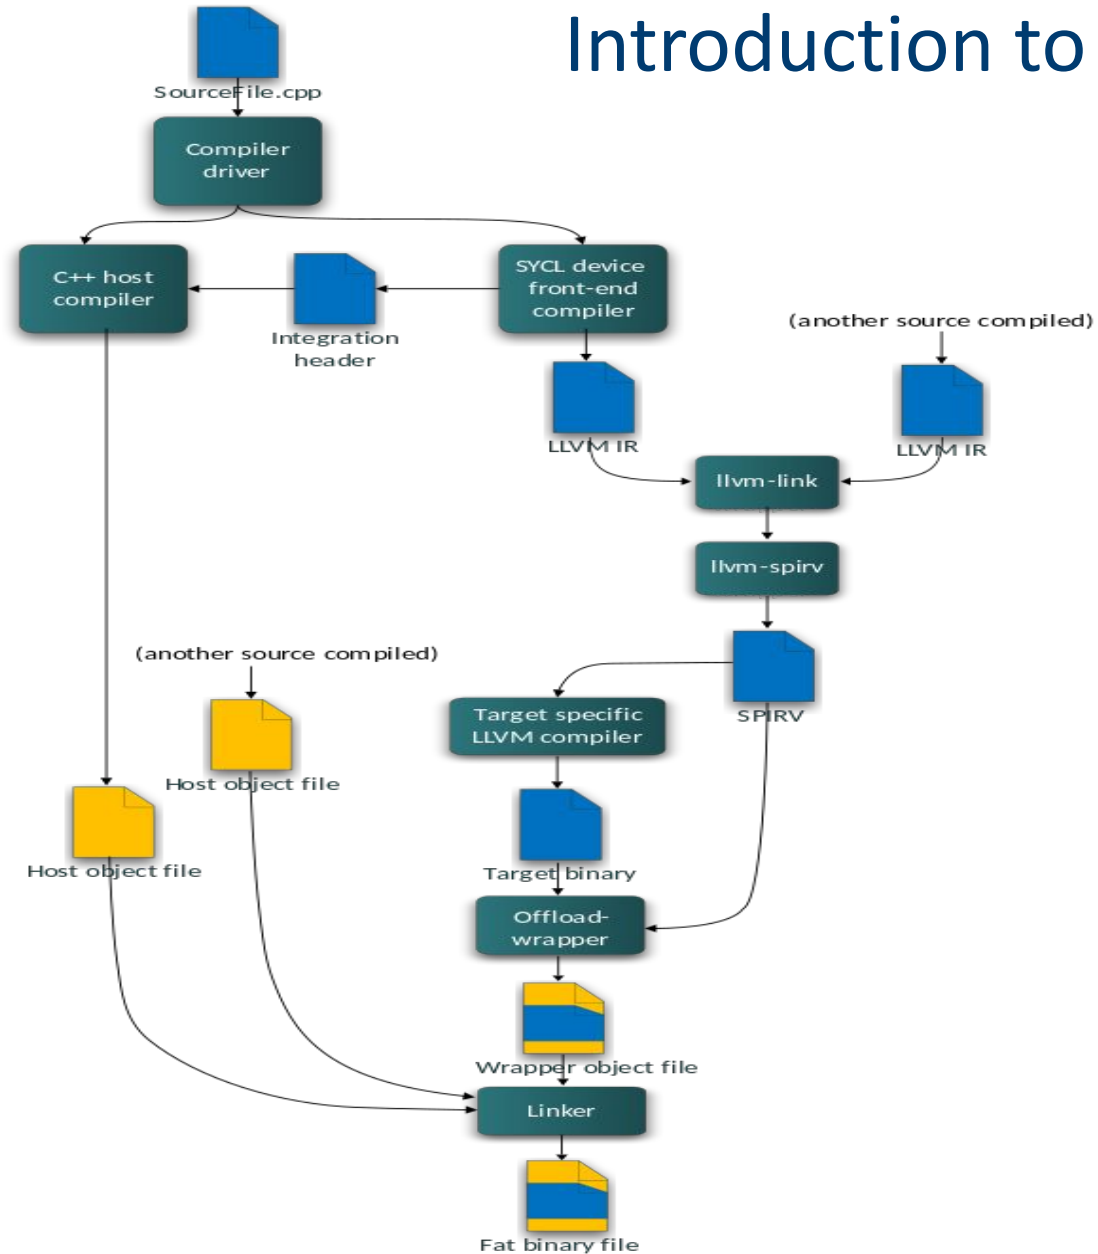 Introduction to
SourceFile.cpp
Compiler
driver
C++ host
compiler
Integration
header
SYCL device
front-end
compiler
(another source compiled)
LLVM IR
LLVM IR
llvm-link
llvm-spirv
SPIRV
(another source compiled)
Host object file
Host object file
Target specific
LLVM compiler
Target binary
Offload-
wrapper
Wrapper object file
Linker
Fat binary file